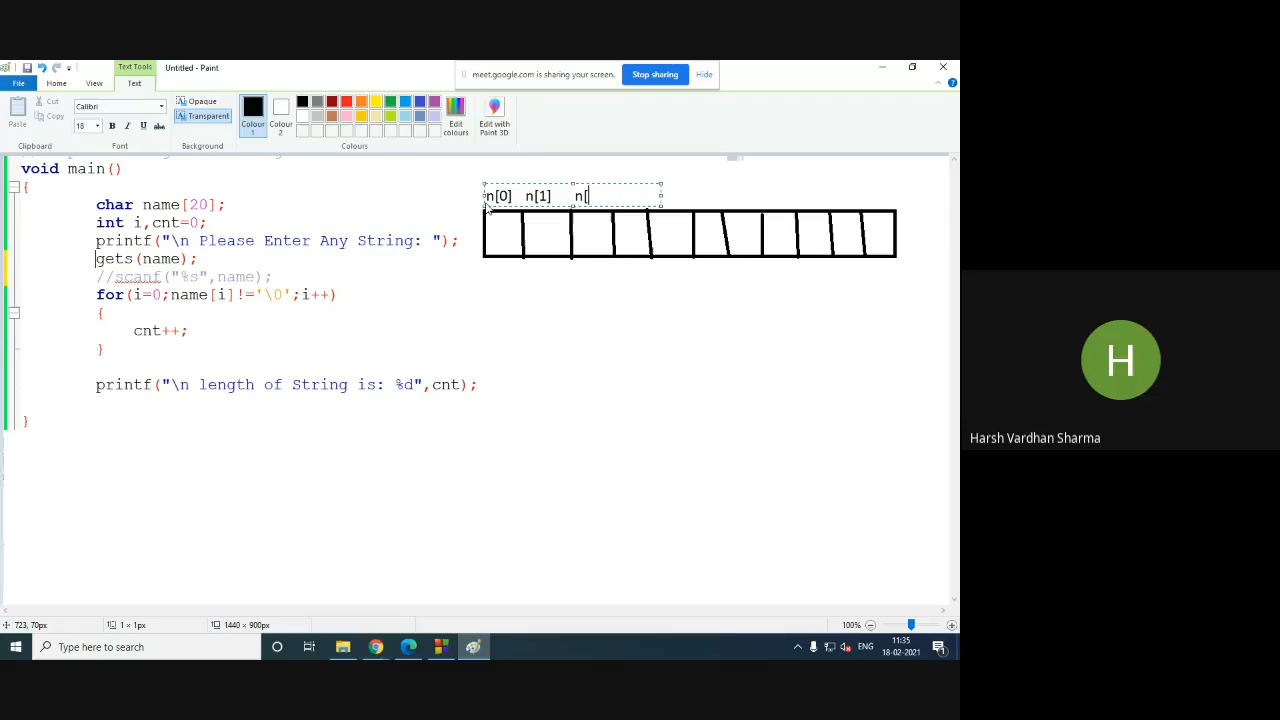 Text Tools
Untitled - Paint
meet.google.com is sharing your screen.
Stop sharing
Hide
File
Home
View
Text
Paste
Cut
Copy
Clipboard
Calibri
18
B I U abc
Font
Opaque
Transparent
Background
Colour 1
Colour 2
Edit colours
Edit with Paint 3D
Colours
void main()
{
char name[20];
int i,cnt=0;
printf("\n Please Enter Any String: ");
gets(name);
//scanf("%s",name);
for(i=0;name[i]!='\0';i++)
{
cnt++;
}
printf("\n length of String is: %d",cnt);
}
n[0] n[1] n[
H
Harsh Vardhan Sharma
723, 70px
1 × 1px
1440 × 900px
100%
Type here to search
ENG
11:35
18-02-2021
1